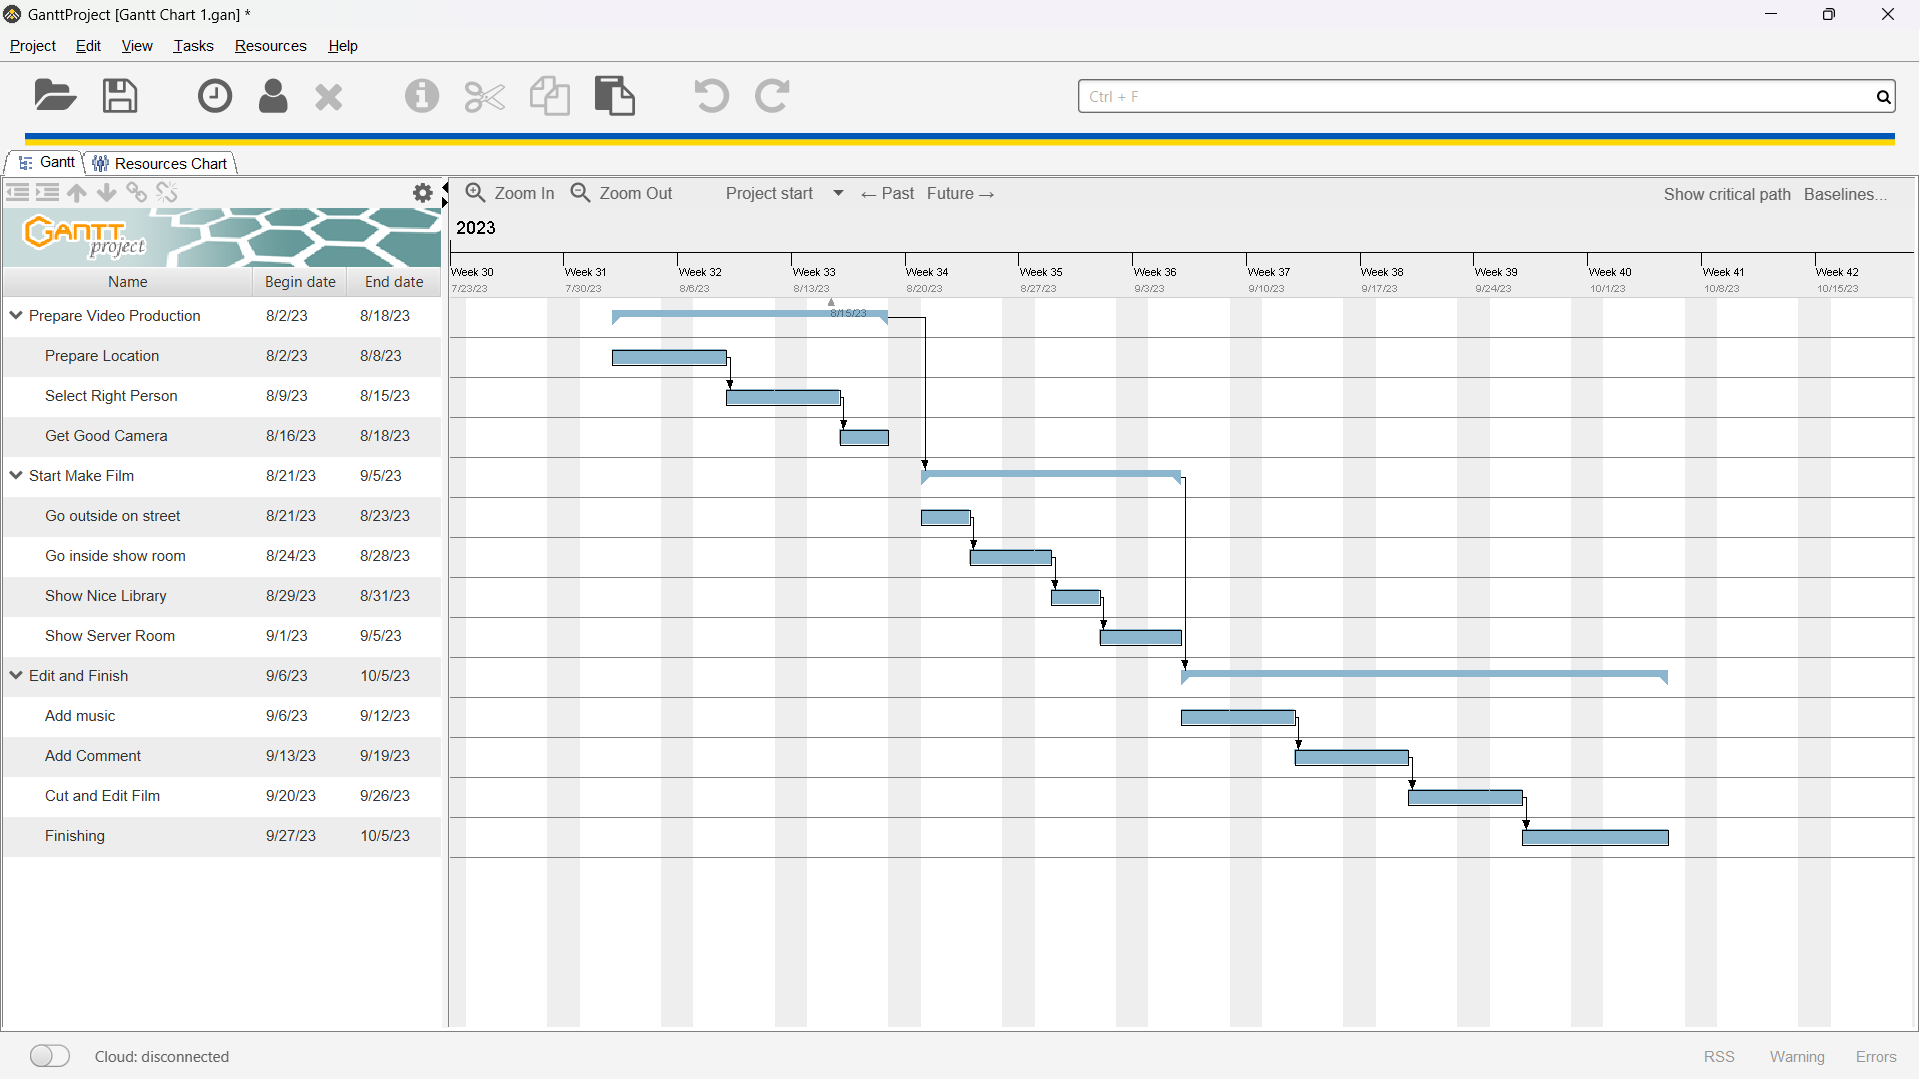 GanttProject [Gantt Chart 1.gan] *
Project Edit View Tasks Resources Help
Ctrl + F
Gantt Resources Chart
Zoom In Zoom Out Project start ← Past Future → Show critical path Baselines...
GANTT project
2023
Week 30 Week 31 Week 32 Week 33 Week 34 Week 35 Week 36 Week 37 Week 38 Week 39 Week 40 Week 41 Week 42
Name Begin date End date
7/23/23 7/30/23 8/6/23 8/13/23 8/20/23 8/27/23 9/3/23 9/10/23 9/17/23 9/24/23 10/1/23 10/8/23 10/15/23
Prepare Video Production 8/2/23 8/18/23 8/15/23
Prepare Location 8/2/23 8/8/23
Select Right Person 8/9/23 8/15/23
Get Good Camera 8/16/23 8/18/23
Start Make Film 8/21/23 9/5/23
Go outside on street 8/21/23 8/23/23
Go inside show room 8/24/23 8/28/23
Show Nice Library 8/29/23 8/31/23
Show Server Room 9/1/23 9/5/23
Edit and Finish 9/6/23 10/5/23
Add music 9/6/23 9/12/23
Add Comment 9/13/23 9/19/23
Cut and Edit Film 9/20/23 9/26/23
Finishing 9/27/23 10/5/23
Cloud: disconnected RSS Warning Errors